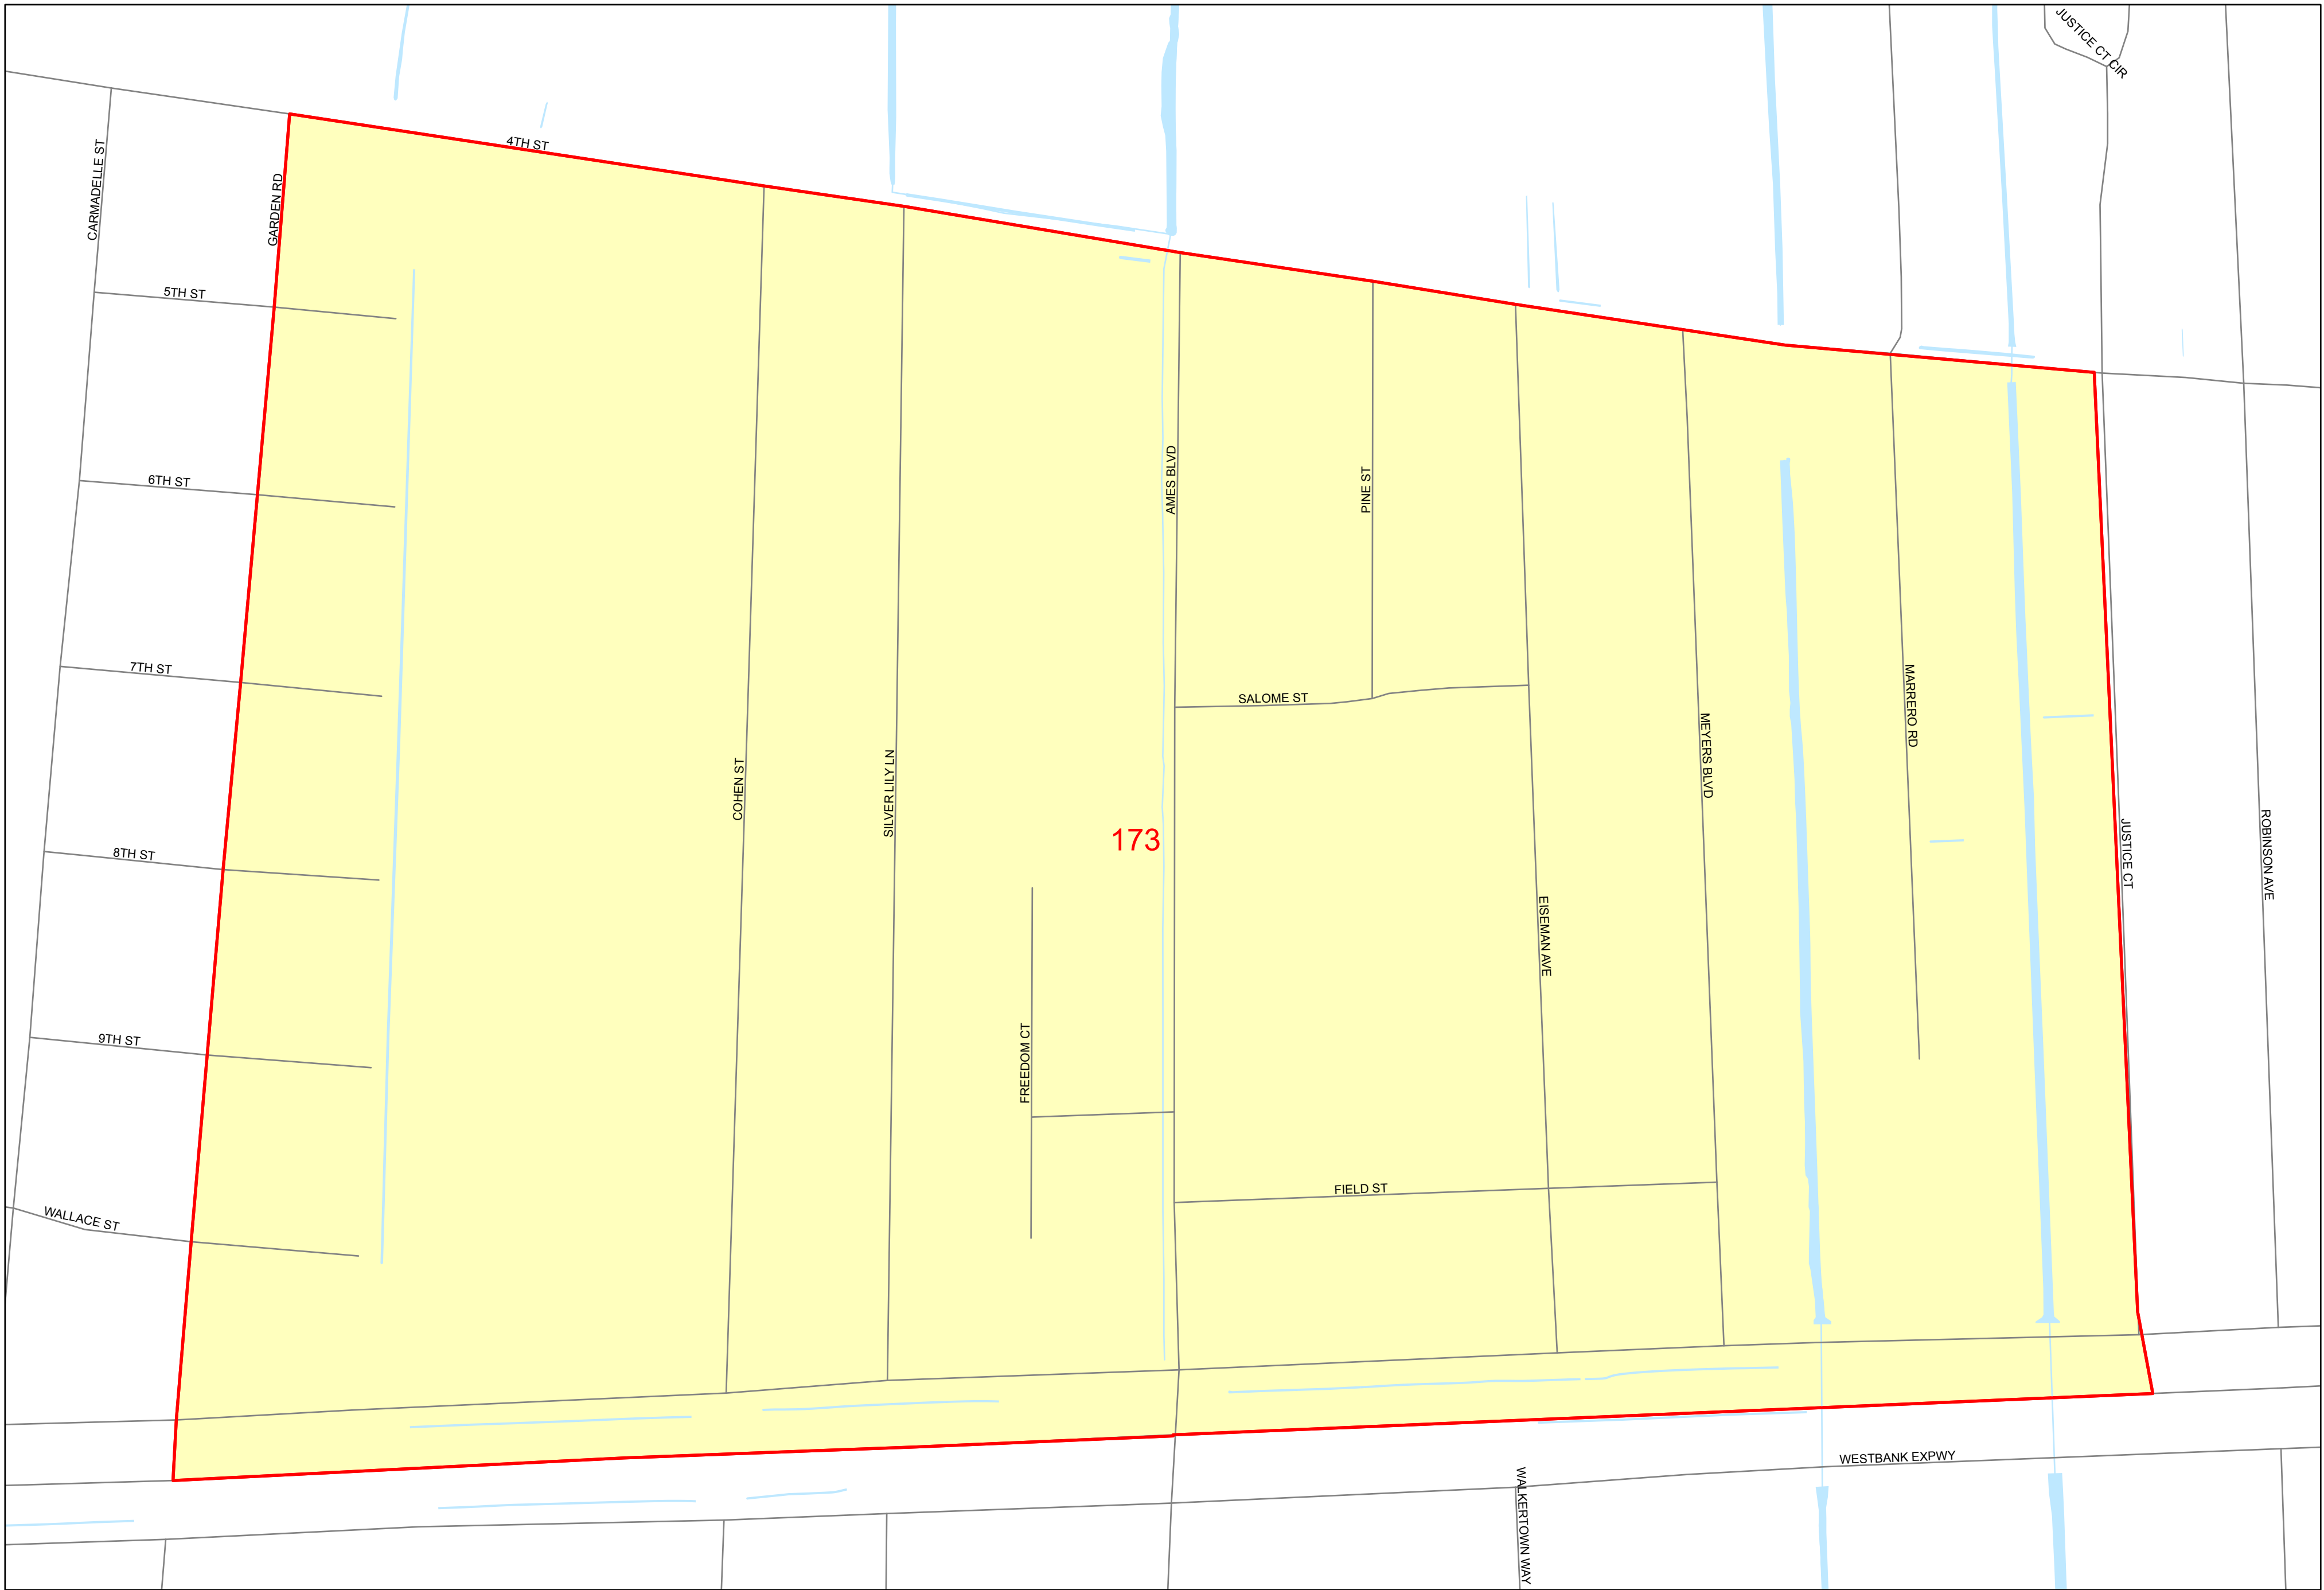 JUSTICE CT CIR
4TH ST
CARMADELLE ST
GARDEN RD
5TH ST
6TH ST
AMES BLVD
PINE ST
7TH ST
SALOME ST
MARRERO RD
MEYERS BLVD
COHEN ST
SILVER LILY LN
173
8TH ST
JUSTICE CT
ROBINSON AVE
EISEMAN AVE
9TH ST
FREEDOM CT
FIELD ST
WALLACE ST
WESTBANK EXPWY
WALKERTOWN WAY